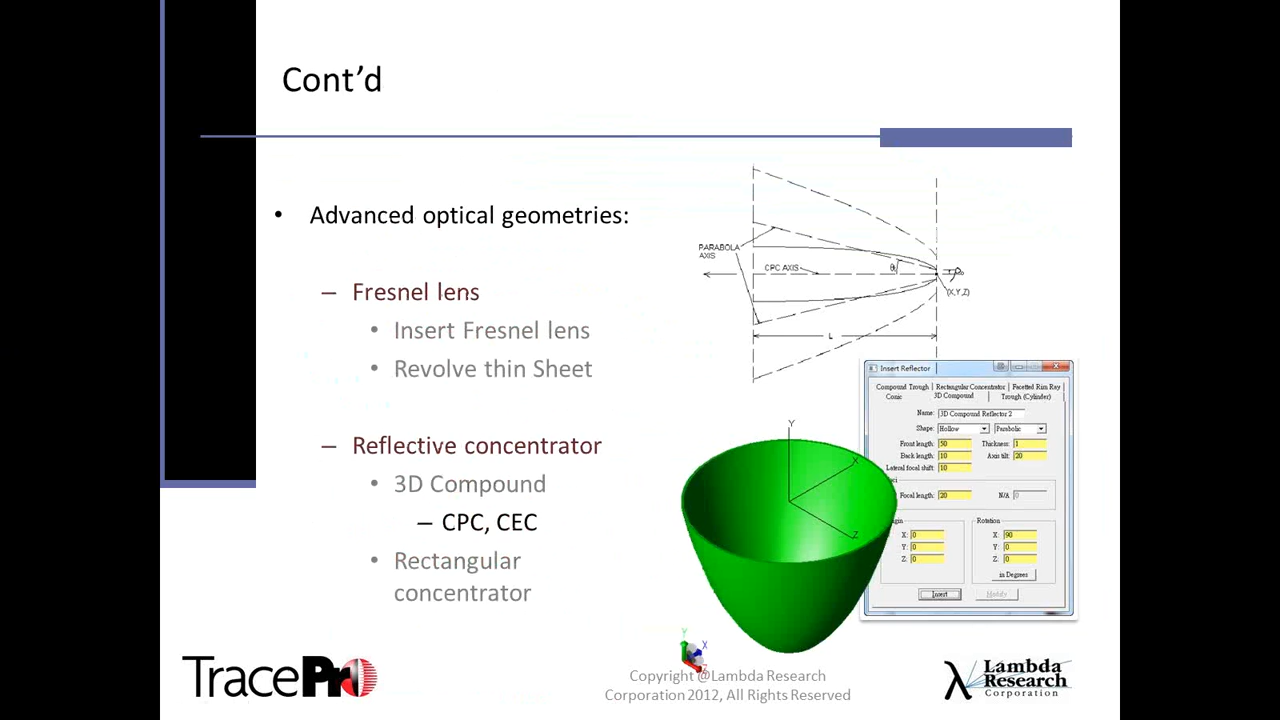 Cont'd
• Advanced optical geometries:
– Fresnel lens
• Insert Fresnel lens
• Revolve thin Sheet
– Reflective concentrator
• 3D Compound
– CPC, CEC
• Rectangular
concentrator
PARABOLA
AXIS
CPC AXIS
θ
(X,Y,Z)
L
Insert Reflector
Compound Trough Rectangular Concentrator Facetted Rim Ray
Conic 3D Compound Trough (Cylinder)
Name: 3D Compound Reflector 2
Shape: Hollow Parabolic
Front length: 50 Thickness: 1
Back length: 10 Axis tilt: 20
Lateral focal shift: 10
Focal length: 20 N/A 0
Rotation
X: 0 X: 90
Y: 0 Y: 0
Z: 0 Z: 0
in Degrees
Insert Modify
Y
X
Z
Y
X
TracePro
Copyright @Lambda Research
Corporation 2012, All Rights Reserved
Lambda
Research
Corporation